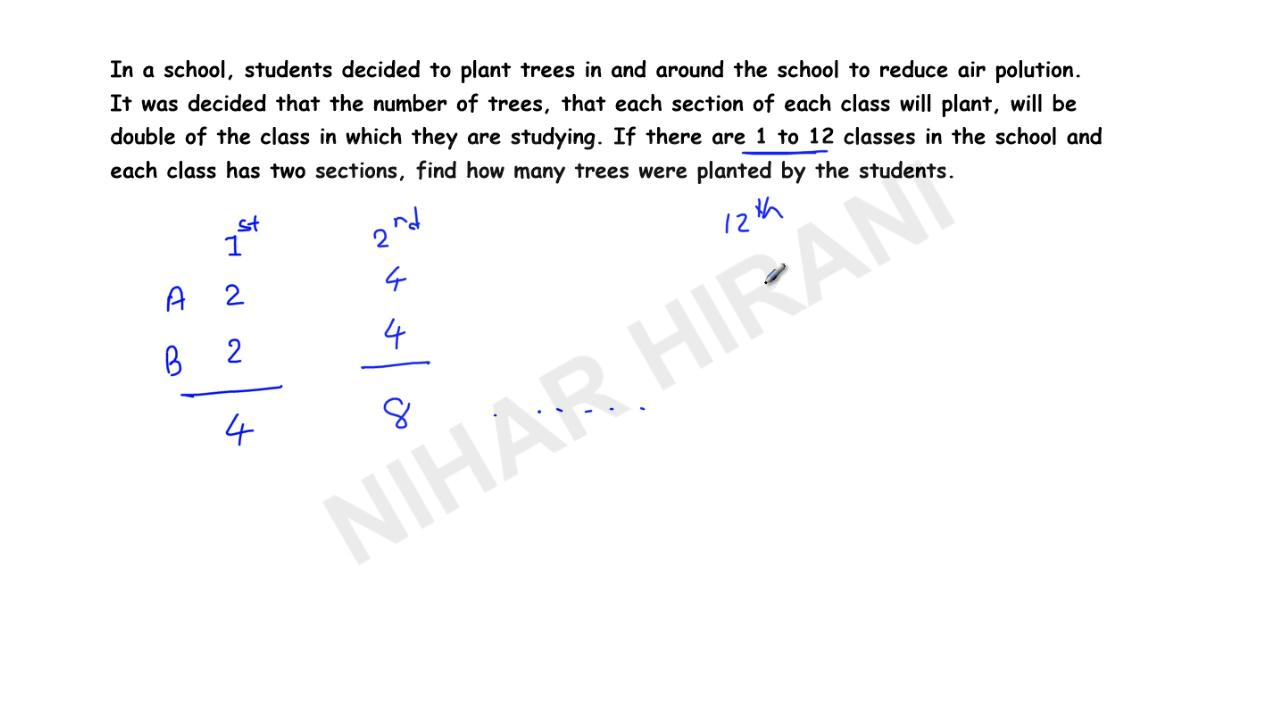 In a school, students decided to plant trees in and around the school to reduce air polution.
It was decided that the number of trees, that each section of each class will plant, will be
double of the class in which they are studying. If there are 1 to 12 classes in the school and
each class has two sections, find how many trees were planted by the students.
1st 2nd 12th
A 2 4
B 2 4
4 8 . . . - . .
NIHAR HIRANI